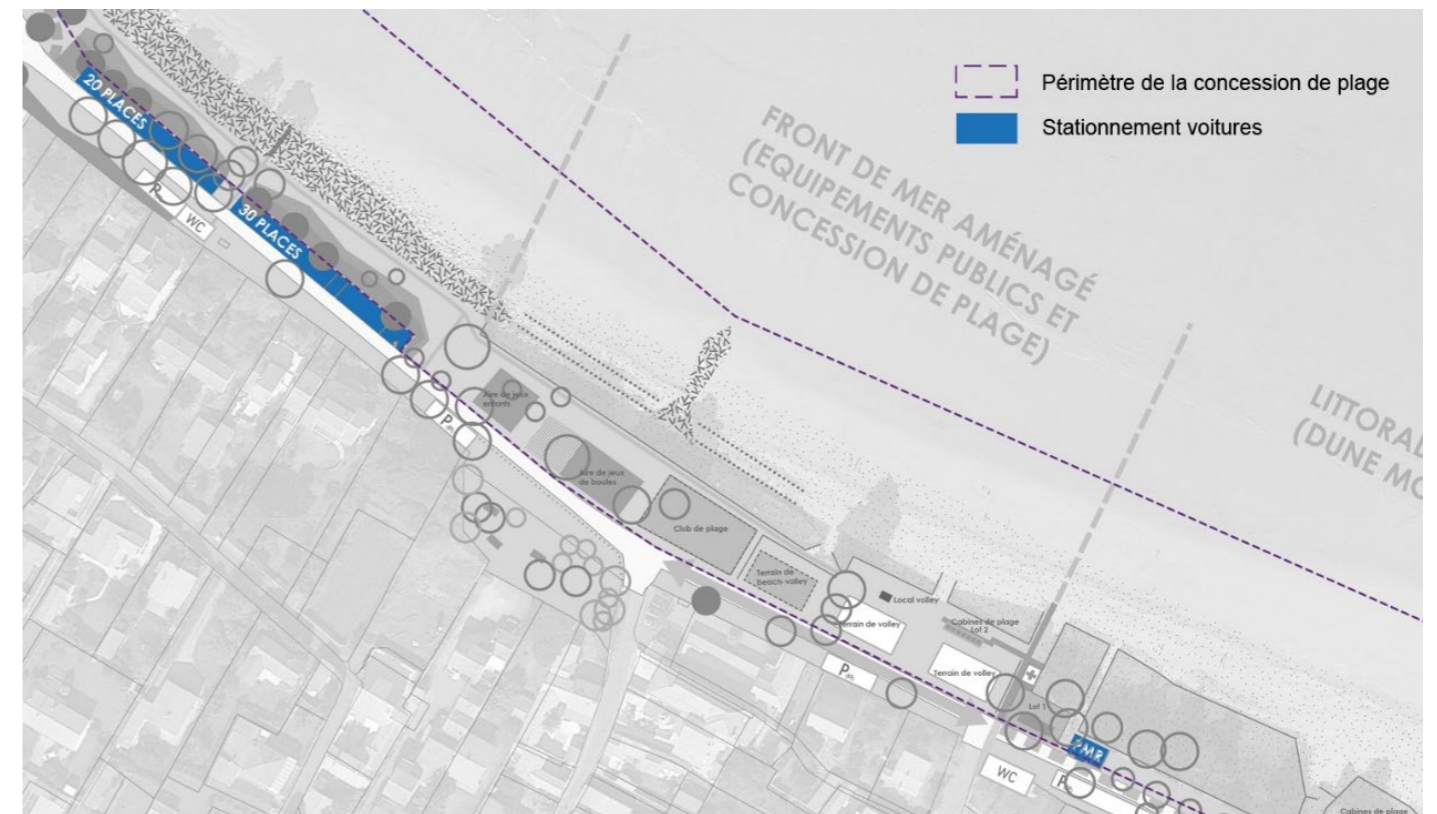 Périmètre de la concession de plage
Stationnement voitures
FRONT DE MER AMÉNAGÉ
(EQUIPEMENTS PUBLICS ET
CONCESSION DE PLAGE)
LITTORAL
(DUNE MO
20 PLACES
P
WC
30 PLACES
Aire de jeux
enfants
P
Aire de jeux
de boules
Club de plage
Terrain de
beach-volley
Local volley
Terrain de volley
Cabines de plage
Lot 2
P
Terrain de volley
Lot 1
PMR
WC
P
Cabines de plage